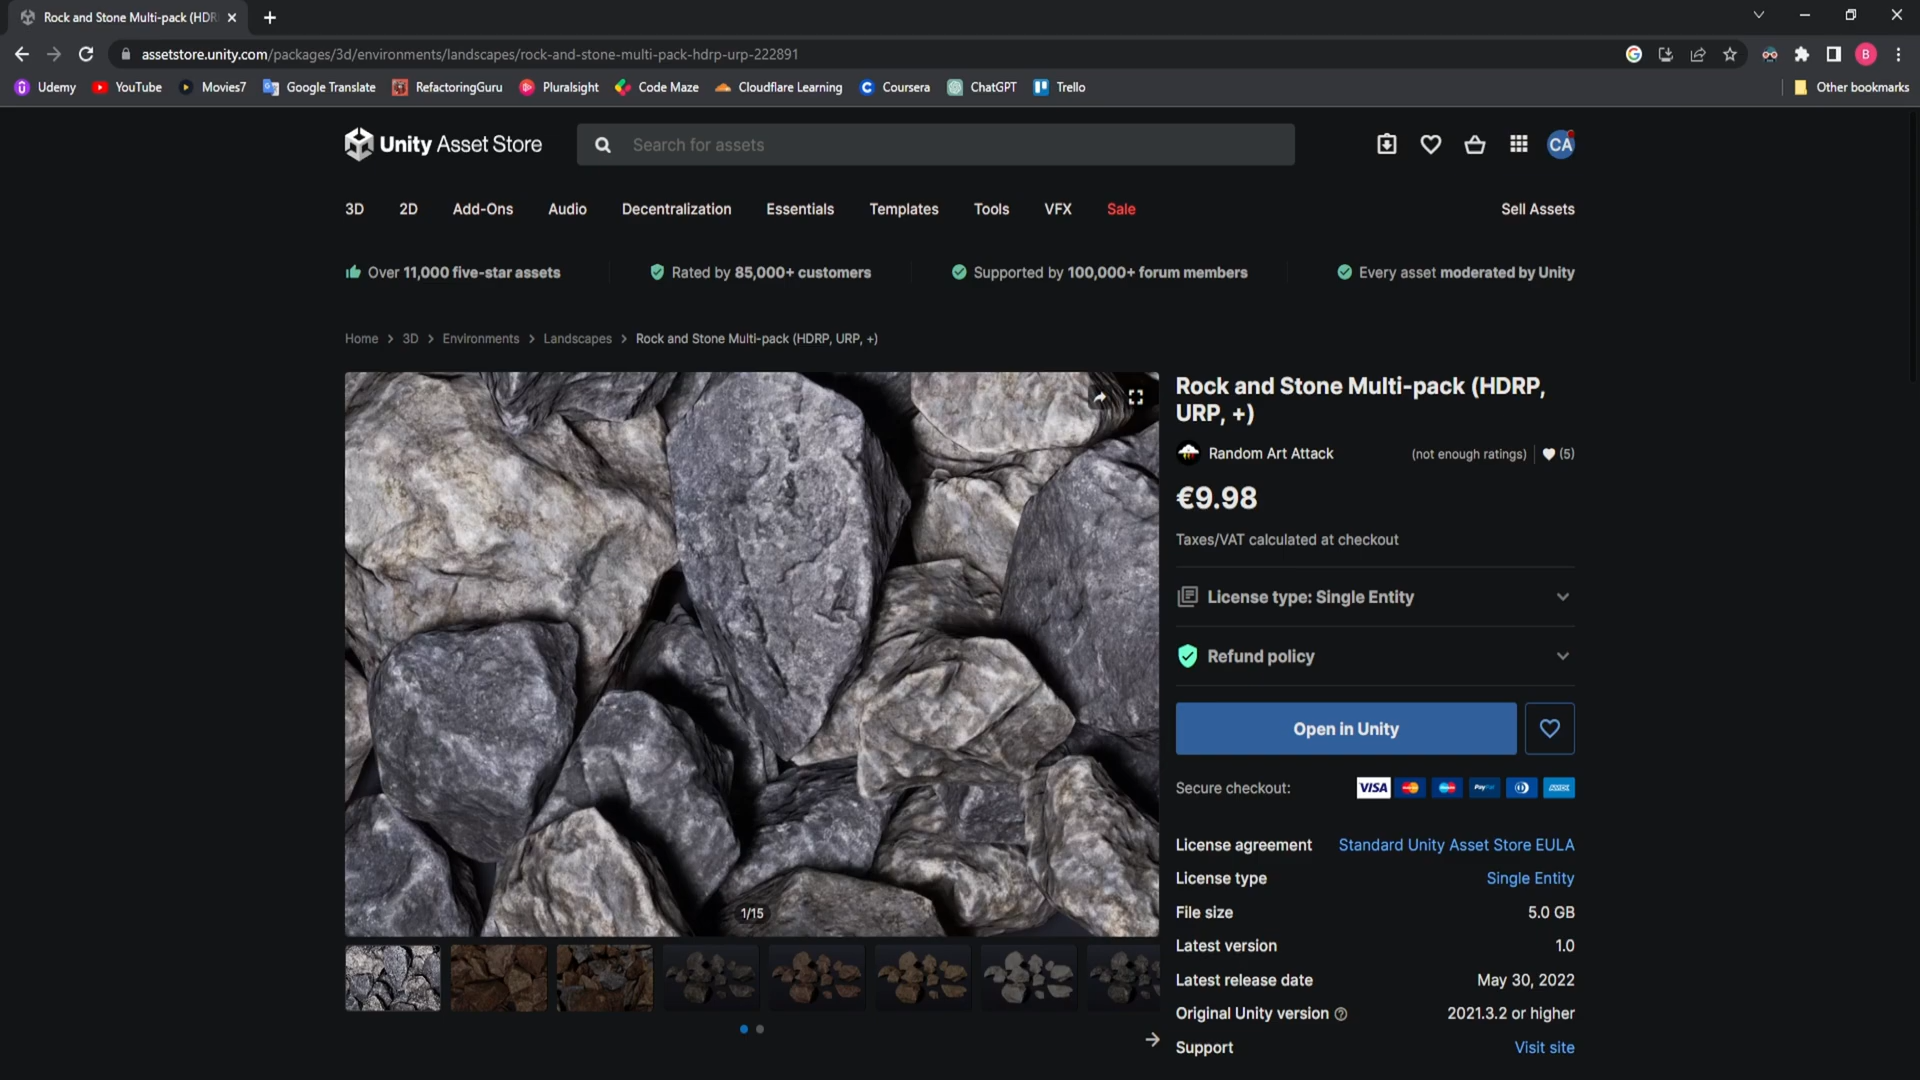 Rock and Stone Multi-pack (HDR
assetstore.unity.com/packages/3d/environments/landscapes/rock-and-stone-multi-pack-hdrp-urp-222891
B
Udemy YouTube Movies7 Google Translate RefactoringGuru Pluralsight Code Maze Cloudflare Learning Coursera ChatGPT Trello Other bookmarks
Unity Asset Store Search for assets CA
3D 2D Add-Ons Audio Decentralization Essentials Templates Tools VFX Sale Sell Assets
Over 11,000 five-star assets Rated by 85,000+ customers Supported by 100,000+ forum members Every asset moderated by Unity
Home > 3D > Environments > Landscapes > Rock and Stone Multi-pack (HDRP, URP, +)
Rock and Stone Multi-pack (HDRP,
URP, +)
Random Art Attack (not enough ratings) (5)
€9.98
Taxes/VAT calculated at checkout
License type: Single Entity
Refund policy
Open in Unity
Secure checkout: VISA PayPal AMEX
License agreement Standard Unity Asset Store EULA
License type Single Entity
File size 5.0 GB
1/15
Latest version 1.0
Latest release date May 30, 2022
Original Unity version 2021.3.2 or higher
Support Visit site